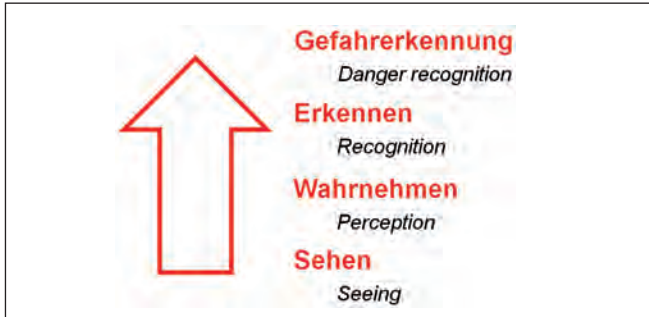 Gefahrerkennung
Danger recognition
Erkennen
Recognition
Wahrnehmen
Perception
Sehen
Seeing